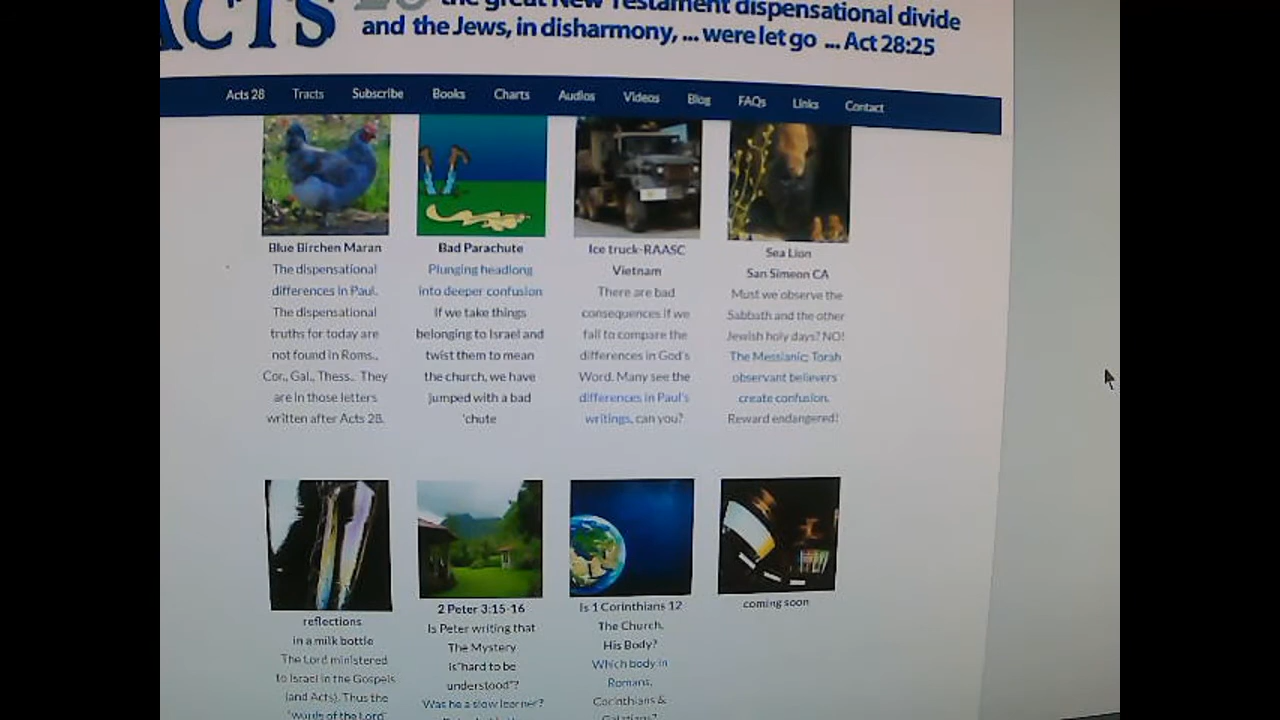 ACTS
the great New Testament dispensational divide
and the Jews, in disharmony, ... were let go ... Act 28:25
Acts 28 Tracts Subscribe Books Charts Audios Videos Blog FAQs Links Contact
Blue Birchen Maran
The dispensational
differences in Paul.
The dispensational
truths for today are
not found in Roms.,
Cor., Gal., Thess.. They
are in those letters
written after Acts 28.
Bad Parachute
Plunging headlong
into deeper confusion
If we take things
belonging to Israel and
twist them to mean
the church, we have
jumped with a bad
'chute
Ice truck-RAASC
Vietnam
There are bad
consequences if we
fail to compare the
differences in God's
Word. Many see the
differences in Paul's
writings, can you?
Sea Lion
San Simeon CA
Must we observe the
Sabbath and the other
Jewish holy days? NO!
The Messianic; Torah
observant believers
create confusion.
Reward endangered!
reflections
in a milk bottle
The Lord ministered
to Israel in the Gospels
(and Acts). Thus the
"words of the Lord"
2 Peter 3:15-16
Is Peter writing that
The Mystery
is "hard to be
understood"?
Was he a slow learner?
Is 1 Corinthians 12
The Church,
His Body?
Which body in
Romans,
Corinthians &
Galatians?
coming soon